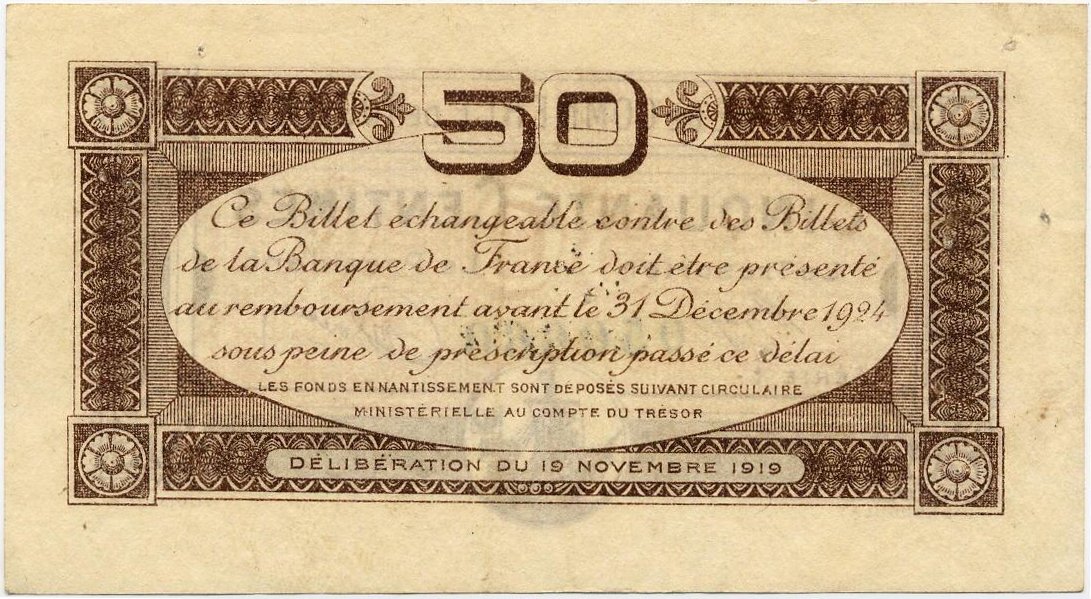 50
Ce Billet échangeable contre des Billets
de la Banque de France doit être présenté
au remboursement avant le 31 Décembre 1924
sous peine de prescription passé ce délai
LES FONDS EN NANTISSEMENT SONT DÉPOSÉS SUIVANT CIRCULAIRE
MINISTÉRIELLE AU COMPTE DU TRÉSOR
DÉLIBÉRATION DU 19 NOVEMBRE 1919